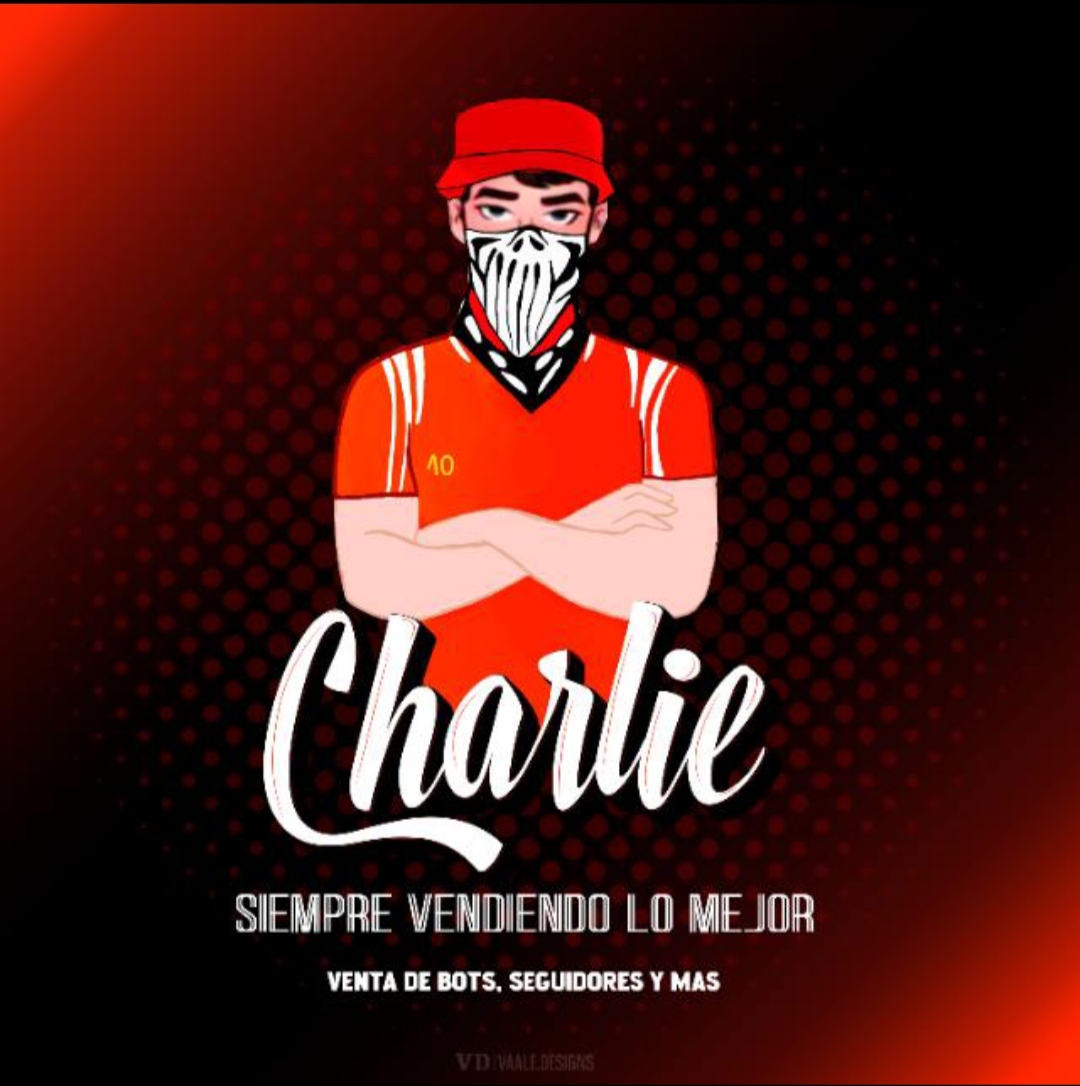 10
Charlie
SIEMPRE VENDIENDO LO MEJOR
VENTA DE BOTS, SEGUIDORES Y MAS
VD | VAALE.DESIGNS